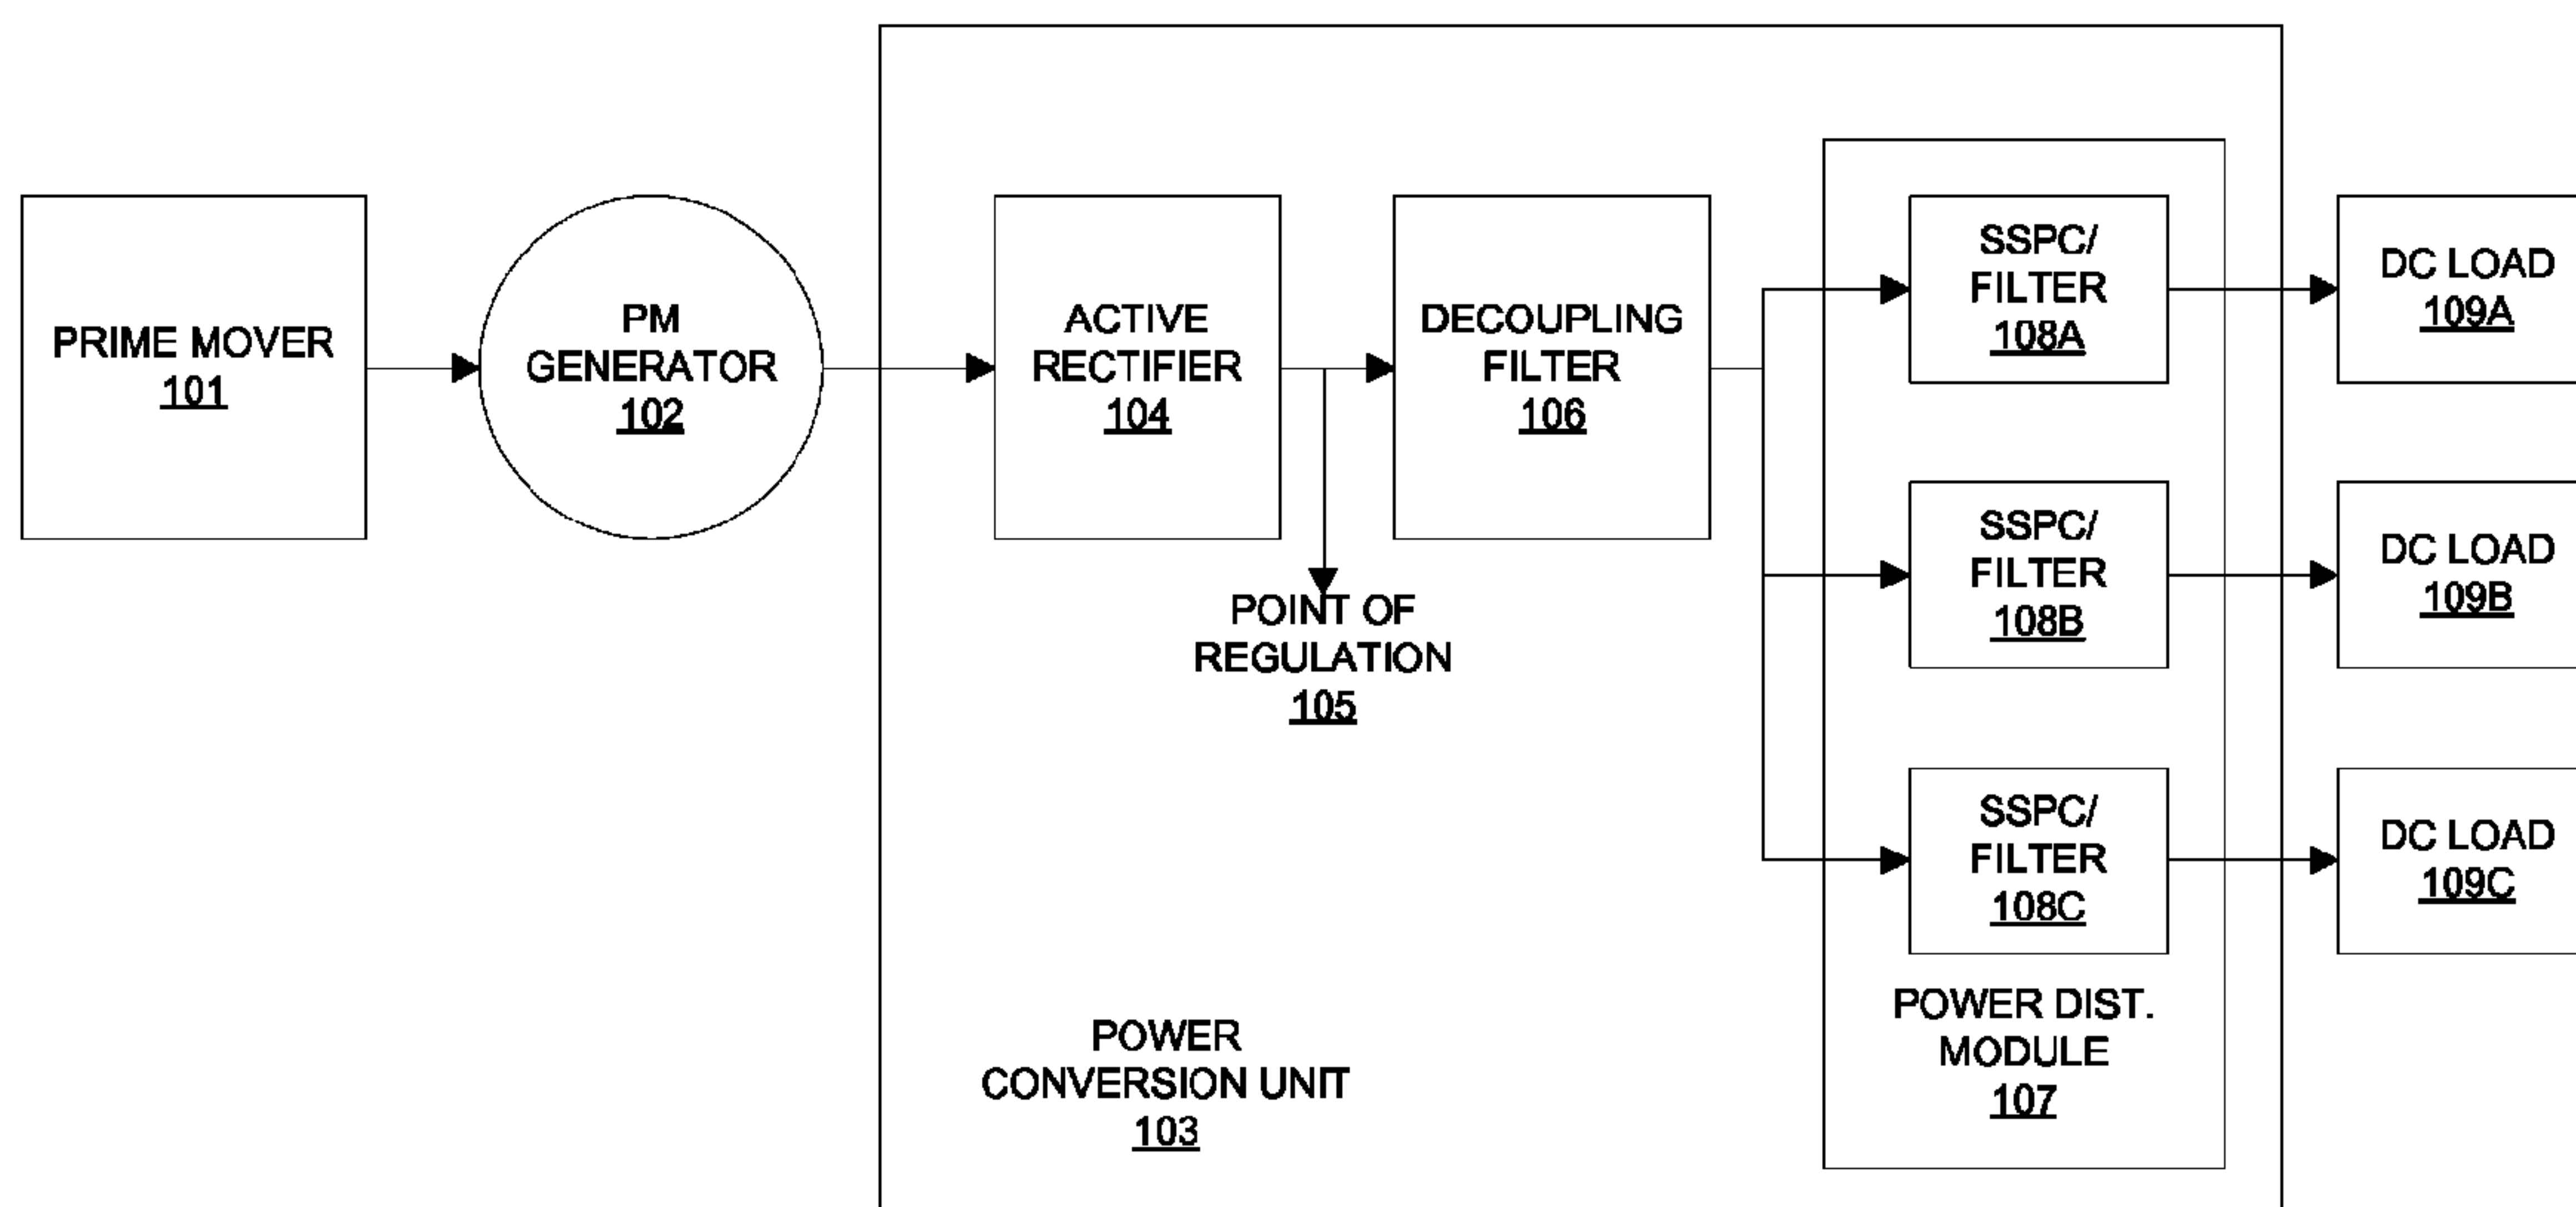 PRIME MOVER
101
PM
GENERATOR
102
ACTIVE
RECTIFIER
104
POINT OF
REGULATION
105
DECOUPLING
FILTER
106
SSPC/
FILTER
108A
SSPC/
FILTER
108B
SSPC/
FILTER
108C
POWER DIST.
MODULE
107
DC LOAD
109A
DC LOAD
109B
DC LOAD
109C
POWER
CONVERSION UNIT
103